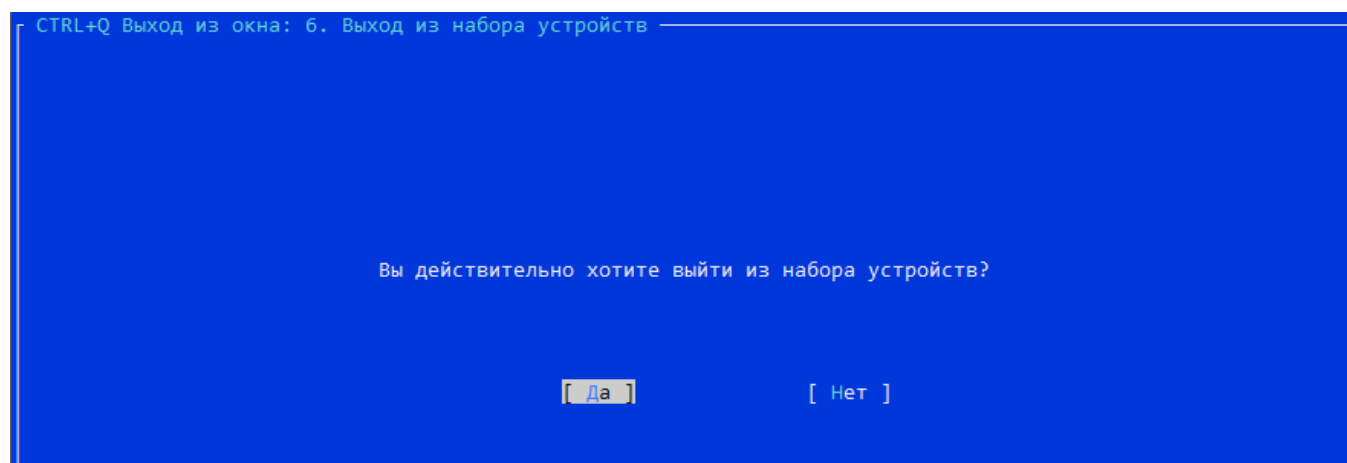 CTRL+Q Выход из окна: 6. Выход из набора устройств
Вы действительно хотите выйти из набора устройств?
[ Да ] [ Нет ]